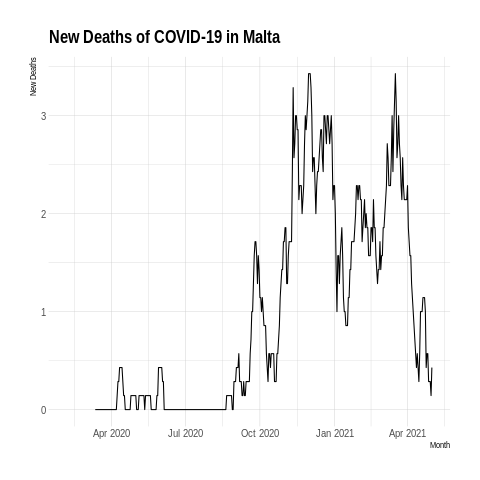 New Deaths of COVID-19 in Malta
New Deaths
3
2
1
0
Apr 2020 Jul 2020 Oct 2020 Jan 2021 Apr 2021
Month